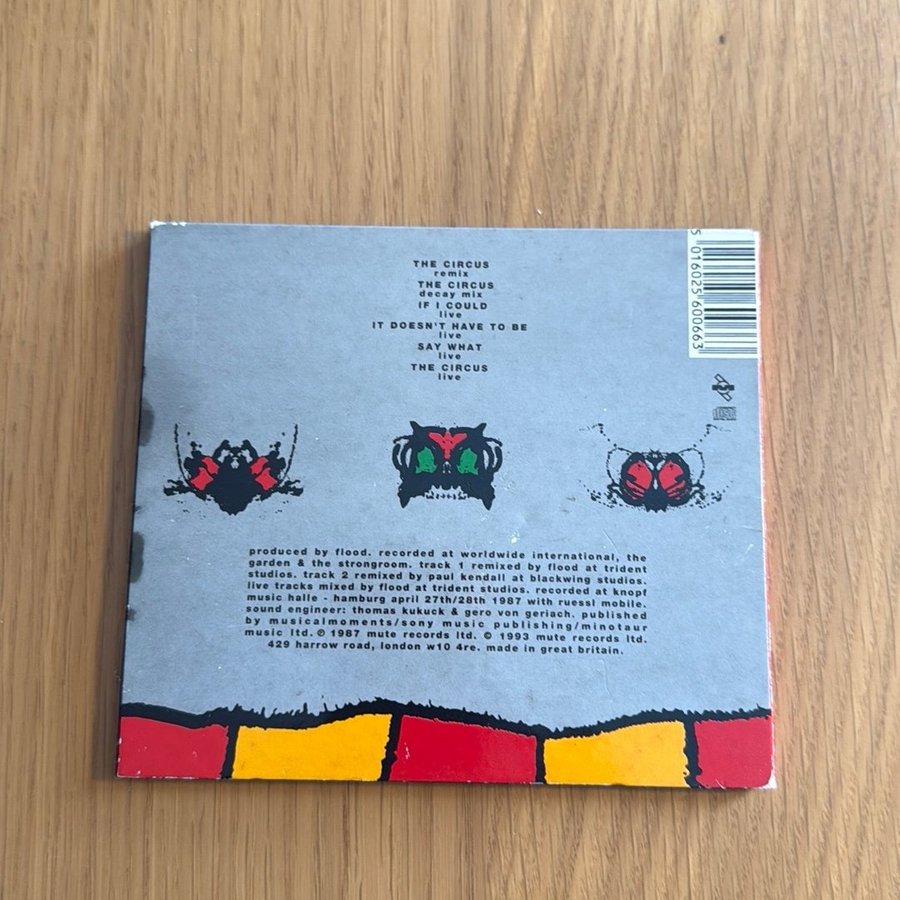 THE CIRCUS
remix
THE CIRCUS
decay mix
IF I COULD
live
IT DOESN'T HAVE TO BE
live
SAY WHAT
live
THE CIRCUS
live
5 016025 600663
produced by flood. recorded at worldwide international, the
garden & the strongroom. track 1 remixed by flood at trident
studios. track 2 remixed by paul kendall at blackwing studios.
live tracks mixed by flood at trident studios. recorded at knopf
music halle - hamburg april 27th/28th 1987 with ruessl mobile.
sound engineer: thomas kukuck & gero von geriach. published
by musicalmoments/sony music publishing/minotaur
music ltd. ℗ 1987 mute records ltd. © 1993 mute records ltd.
429 harrow road, london w10 4re. made in great britain.